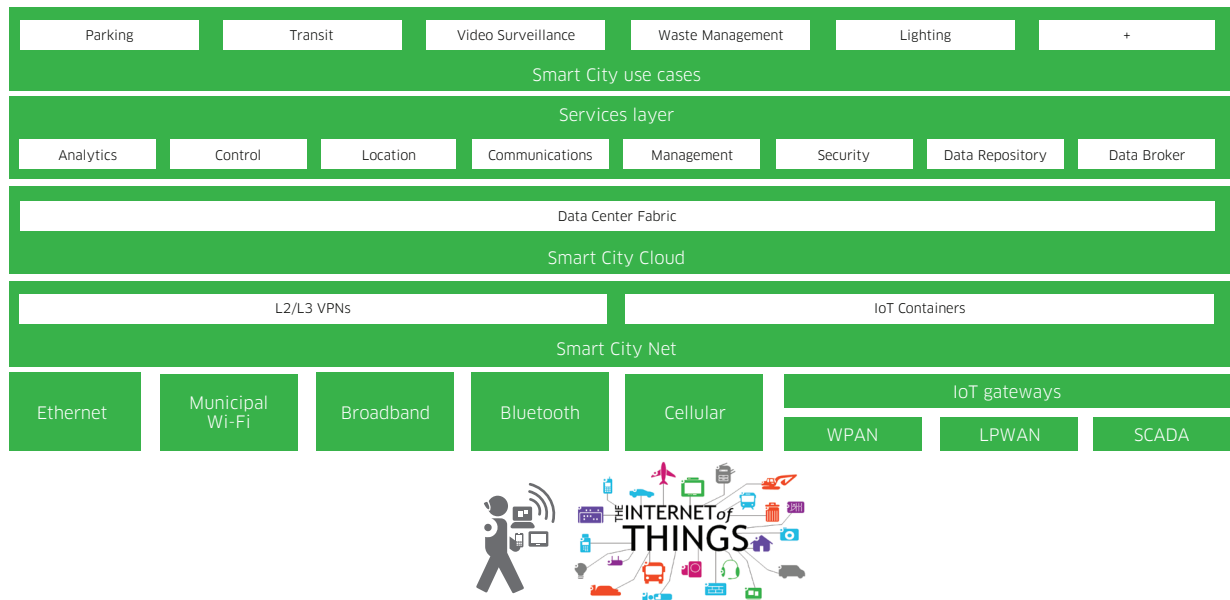 Parking
Transit
Video Surveillance
Waste Management
Lighting
+
Smart City use cases
Services layer
Analytics
Control
Location
Communications
Management
Security
Data Repository
Data Broker
Data Center Fabric
Smart City Cloud
L2/L3 VPNs
IoT Containers
Smart City Net
Ethernet
Municipal
Wi-Fi
Broadband
Bluetooth
Cellular
IoT gateways
WPAN
LPWAN
SCADA
THE INTERNET of
THINGS